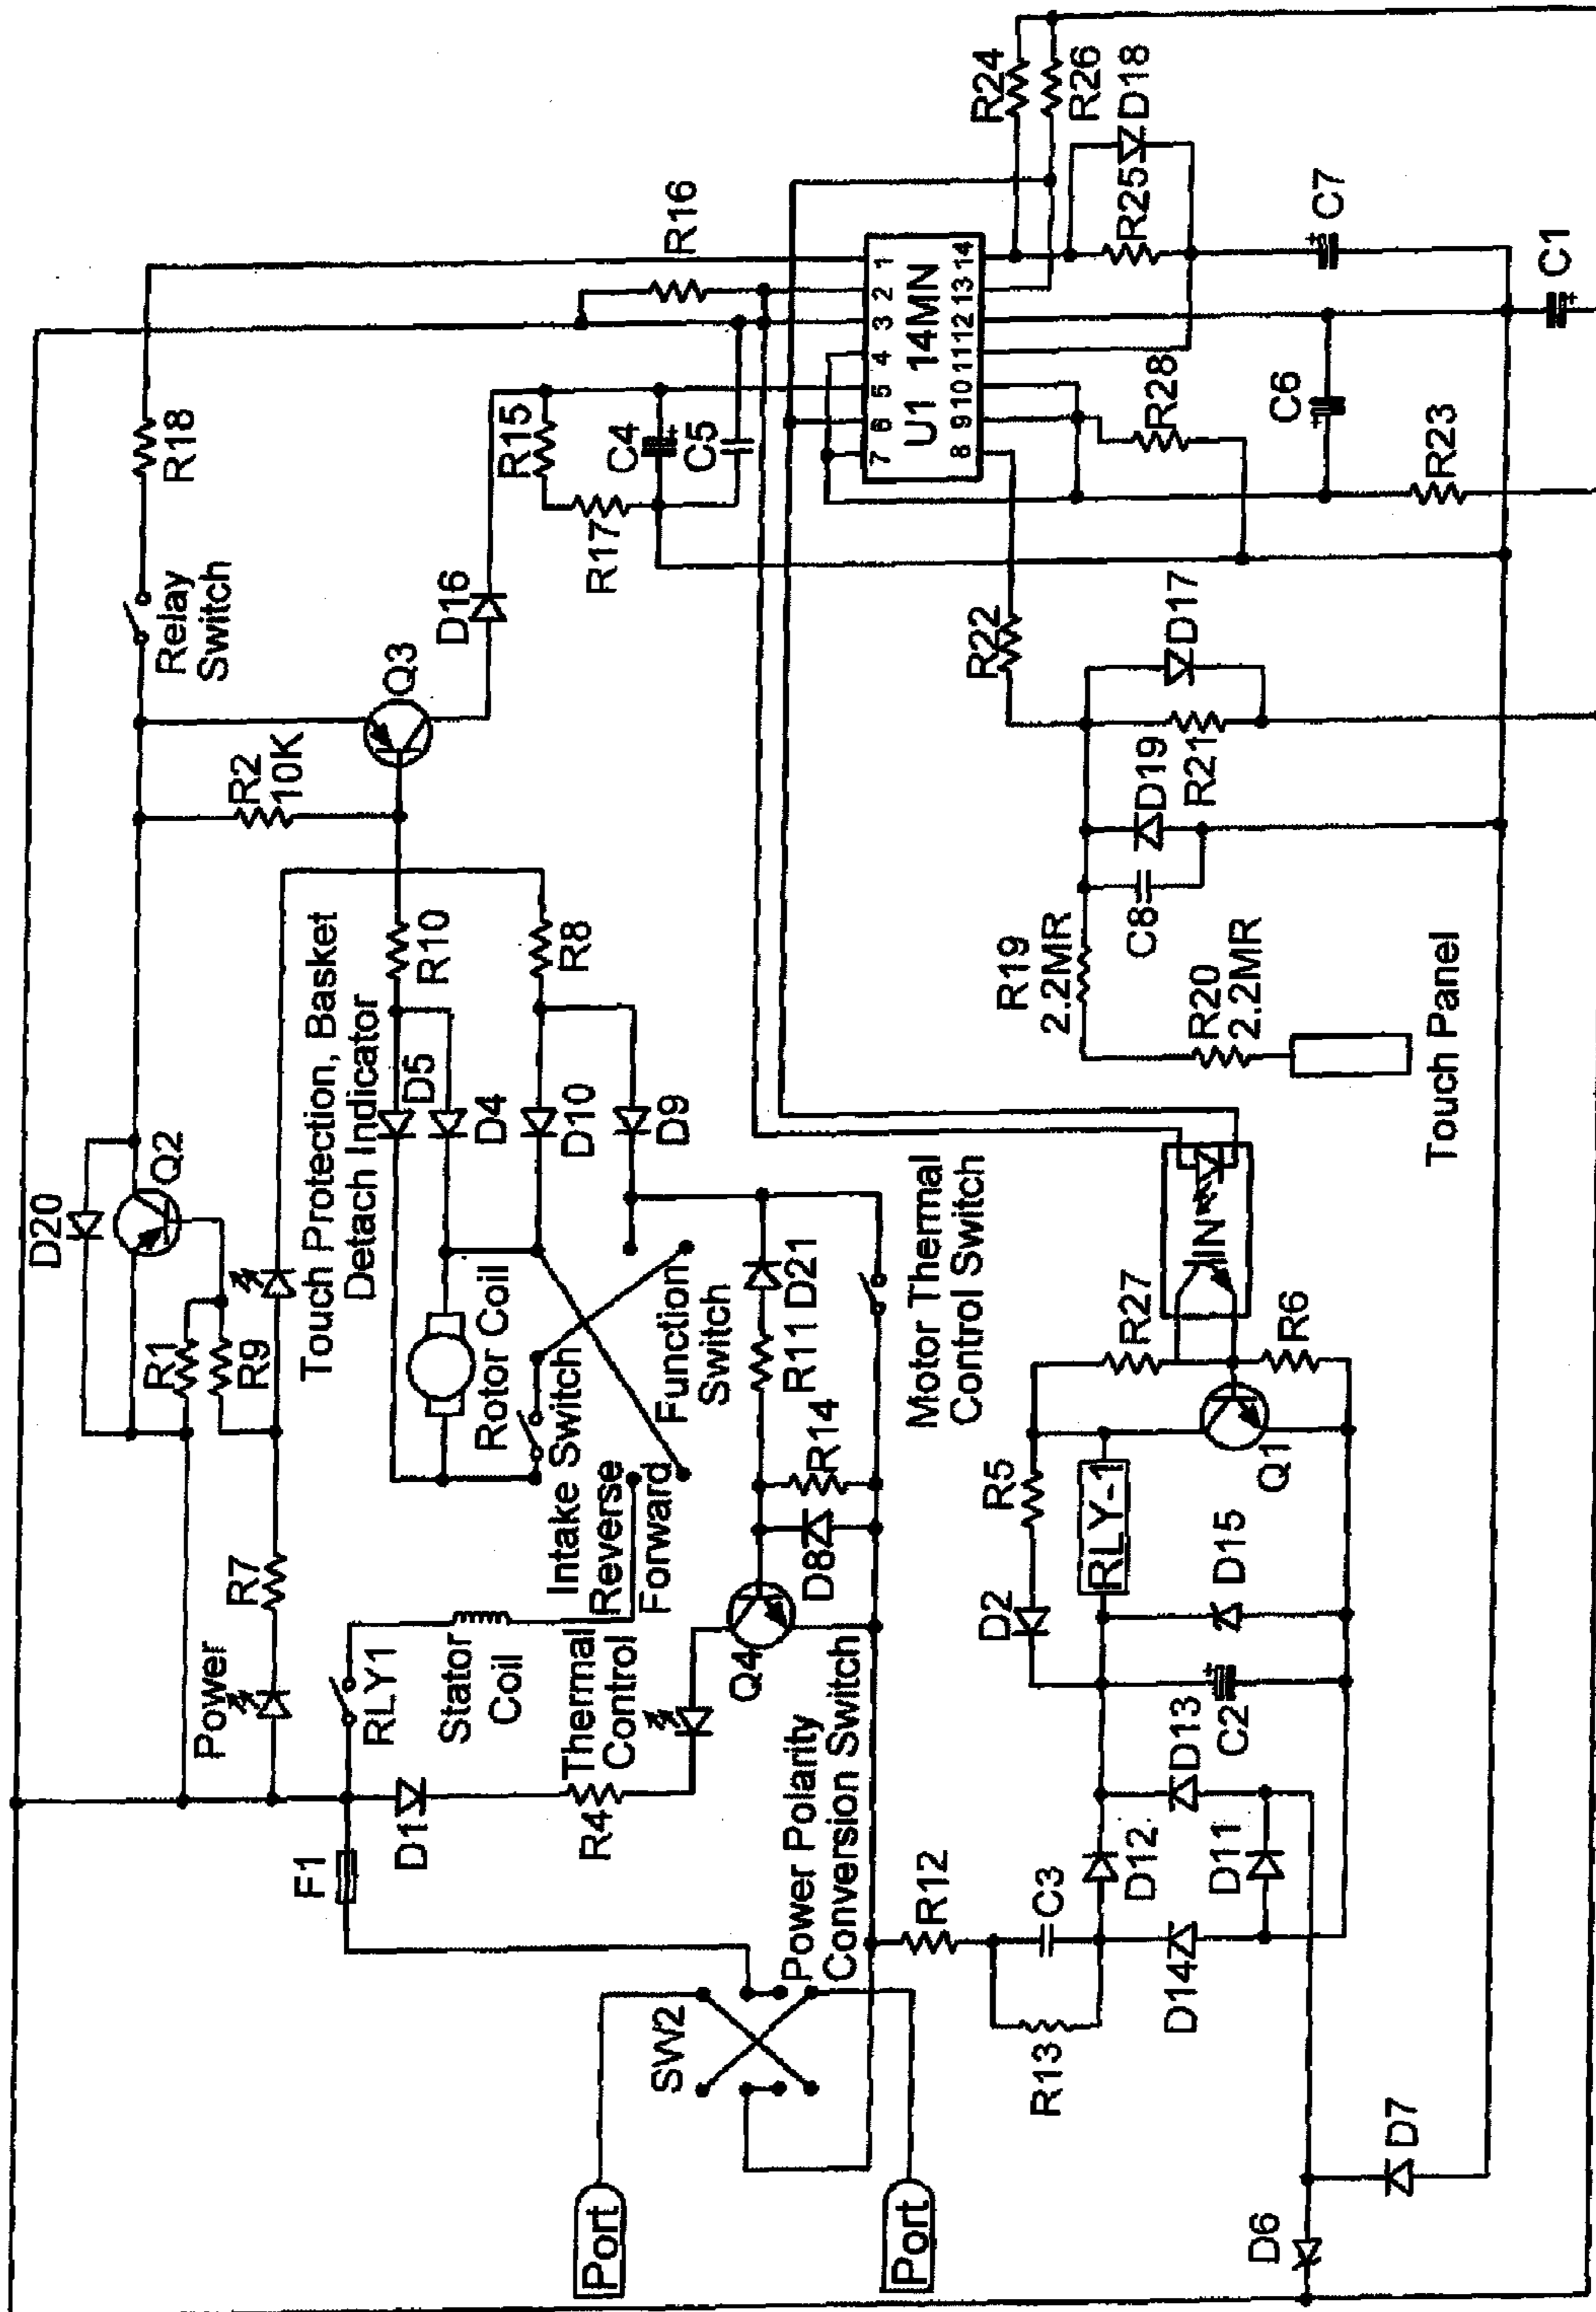 R24
R26
D18
R16
R25
C7
C1
1 2 3 4 5 6 7
U1 14MN
8 9 10 11 12 13 14
R18
R15
C4
C5
R17
R28
C6
R23
Relay
Switch
D16
R22
D17
Q3
R2
10K
D19
R21
C8
R10
R8
R19
2.2MR
R20
2.2MR
Touch Panel
D20
Q2
Touch Protection, Basket
Detach Indicator
D5
D4
D10
D9
R1
R9
Rotor Coil
Intake Switch
Function
Switch
Reverse
Forward
R11
D21
R14
D8
Motor Thermal
Control Switch
IN
R27
R6
R5
RLY-1
Q1
D15
D2
C2
D13
R7
Power
RLY1
Stator
Coil
Thermal
Control
Q4
F1
D1
R4
Power Polarity
Conversion Switch
R12
C3
D12
D11
D14
R13
SW2
Port
Port
D7
D6